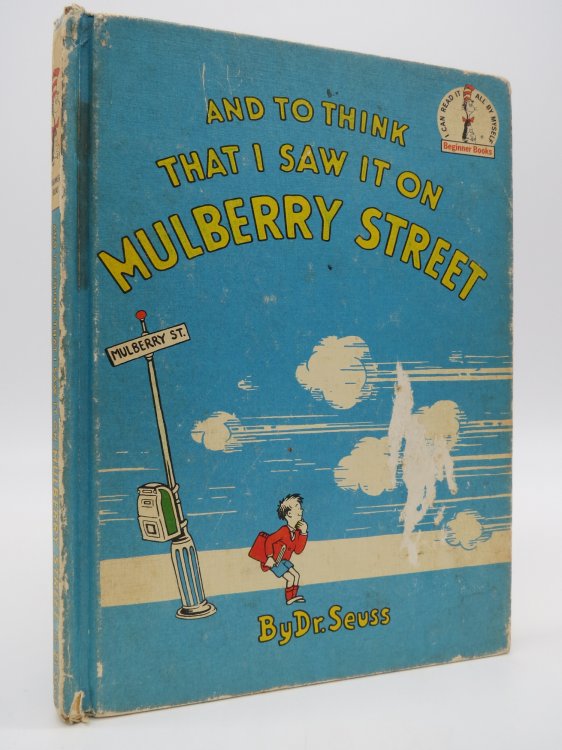 AND TO THINK
THAT I SAW IT ON
MULBERRY STREET
I CAN READ IT ALL BY MYSELF
Beginner Books
MULBERRY ST.
By Dr. Seuss